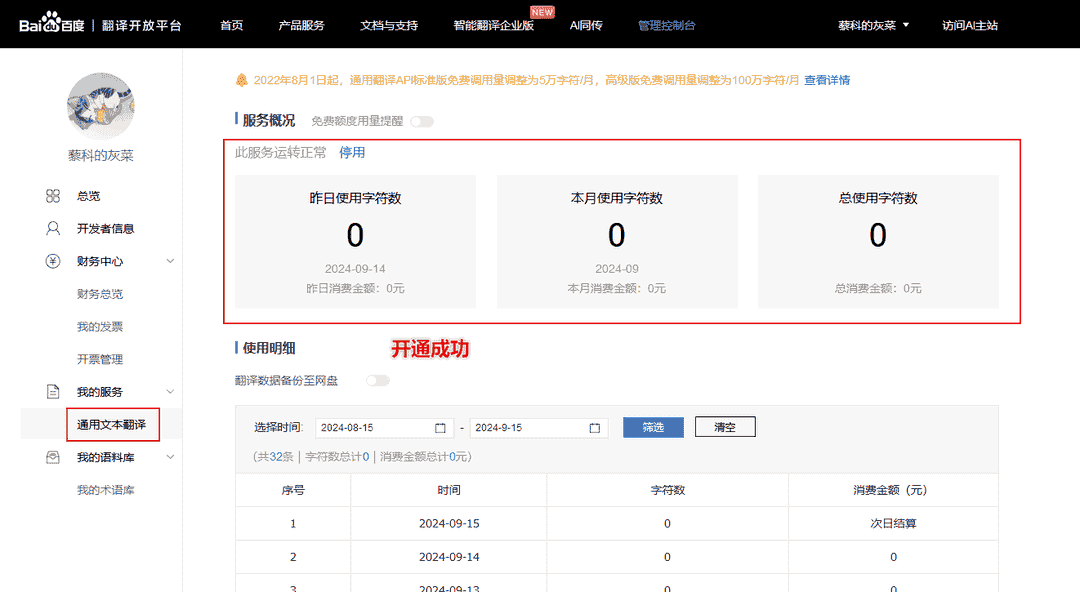 Bai du 百度 | 翻译开放平台 首页 产品服务 文档与支持 智能翻译企业版 NEW AI同传 管理控制台 藜科的灰菜 访问AI主站
藜科的灰菜
总览
开发者信息
财务中心
财务总览
我的发票
开票管理
我的服务
通用文本翻译
我的语料库
我的术语库
2022年8月1日起，通用翻译API标准版免费调用量调整为5万字符/月，高级版免费调用量调整为100万字符/月 查看详情
服务概况 免费额度用量提醒
此服务运转正常 停用
昨日使用字符数
0
2024-09-14
昨日消费金额：0元
本月使用字符数
0
2024-09
本月消费金额：0元
总使用字符数
0
总消费金额：0元
使用明细 开通成功
翻译数据备份至网盘
选择时间: 2024-08-15 - 2024-9-15 筛选 清空
(共32条 | 字符数总计0 | 消费金额总计0元)
序号 时间 字符数 消费金额（元）
1 2024-09-15 0 次日结算
2 2024-09-14 0 0
3 2024-09-13 0 0